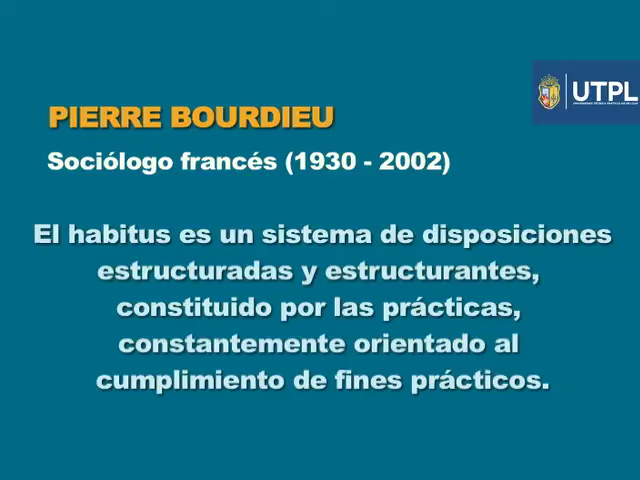 UTPL
PIERRE BOURDIEU
Sociólogo francés (1930 - 2002)
El habitus es un sistema de disposiciones
estructuradas y estructurantes,
constituido por las prácticas,
constantemente orientado al
cumplimiento de fines prácticos.